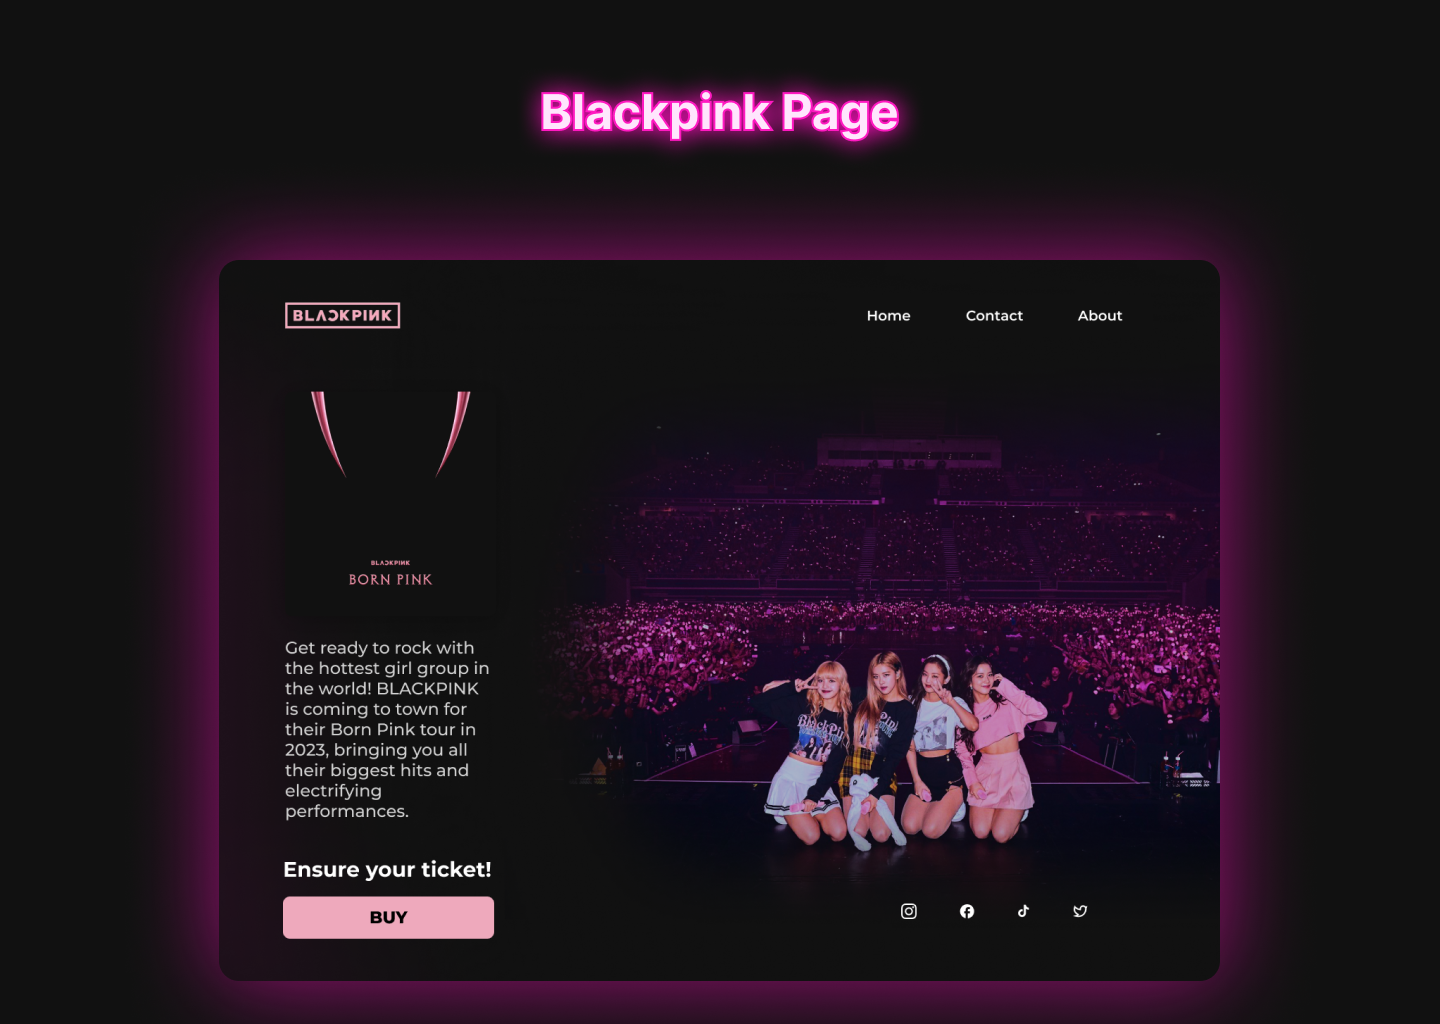 Blackpink Page
BLACKPINK
Home
Contact
About
BLACKPINK
BORN PINK
Get ready to rock with
the hottest girl group in
the world! BLACKPINK
is coming to town for
their Born Pink tour in
2023, bringing you all
their biggest hits and
electrifying
performances.
Ensure your ticket!
BUY